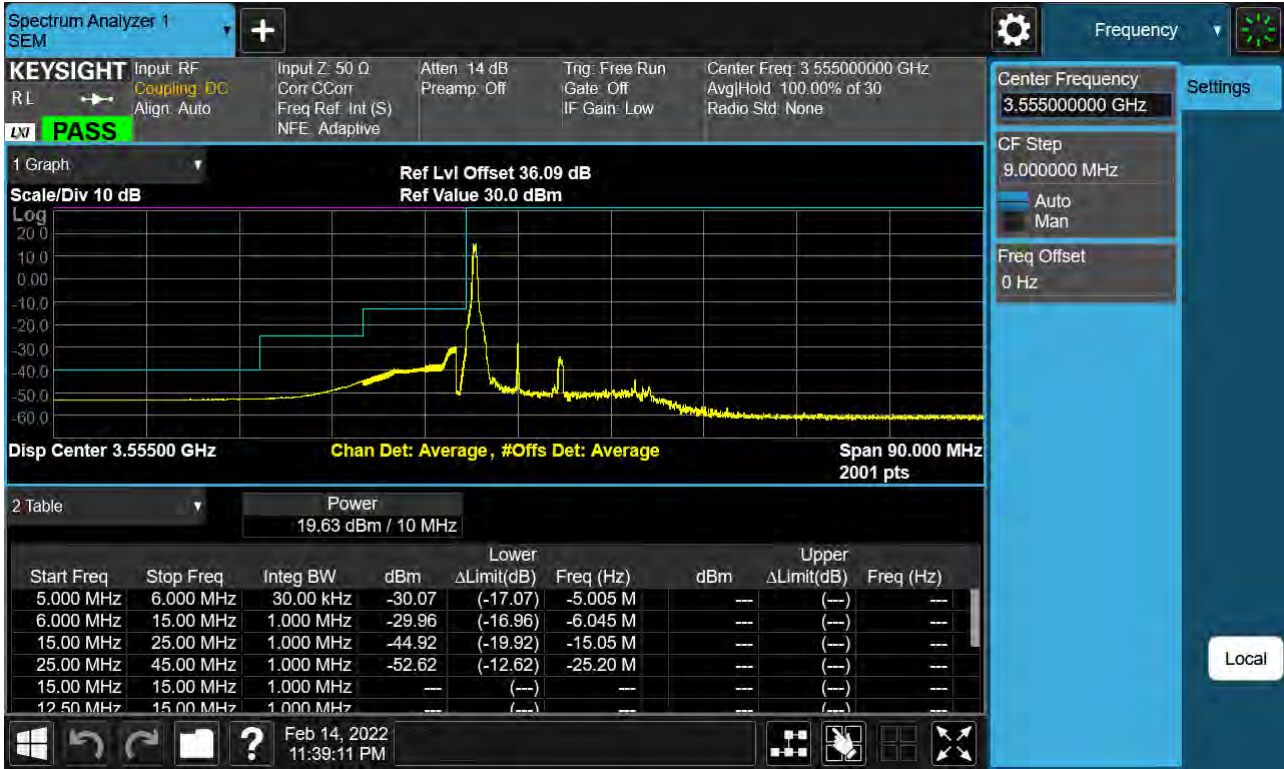 Spectrum Analyzer 1
SEM
Frequency
KEYSIGHT
Input: RF
Coupling: DC
Align: Auto
Input Z: 50 Ω
Corr CCorr
Freq Ref: Int (S)
NFE: Adaptive
Atten: 14 dB
Preamp: Off
Trig: Free Run
Gate: Off
IF Gain: Low
Center Freq: 3.555000000 GHz
Avg|Hold: 100.00% of 30
Radio Std: None
R L
LXI
PASS
Center Frequency
3.555000000 GHz
Settings
CF Step
9.000000 MHz
Auto
Man
Freq Offset
0 Hz
Local
1 Graph
Scale/Div 10 dB
Ref Lvl Offset 36.09 dB
Ref Value 30.0 dBm
Log
20.0
10.0
0.00
-10.0
-20.0
-30.0
-40.0
-50.0
-60.0
Disp Center 3.55500 GHz
Chan Det: Average, #Offs Det: Average
Span 90.000 MHz
2001 pts
2 Table
Power
19.63 dBm / 10 MHz
Lower Upper
Start Freq Stop Freq Integ BW dBm ΔLimit(dB) Freq (Hz) dBm ΔLimit(dB) Freq (Hz)
5.000 MHz 6.000 MHz 30.00 kHz -30.07 (-17.07) -5.005 M --- (---) ---
6.000 MHz 15.00 MHz 1.000 MHz -29.96 (-16.96) -6.045 M --- (---) ---
15.00 MHz 25.00 MHz 1.000 MHz -44.92 (-19.92) -15.05 M --- (---) ---
25.00 MHz 45.00 MHz 1.000 MHz -52.62 (-12.62) -25.20 M --- (---) ---
15.00 MHz 15.00 MHz 1.000 MHz --- (---) --- --- (---) ---
12.50 MHz 15.00 MHz 1.000 MHz --- (---) --- --- (---) ---
?
Feb 14, 2022
11:39:11 PM